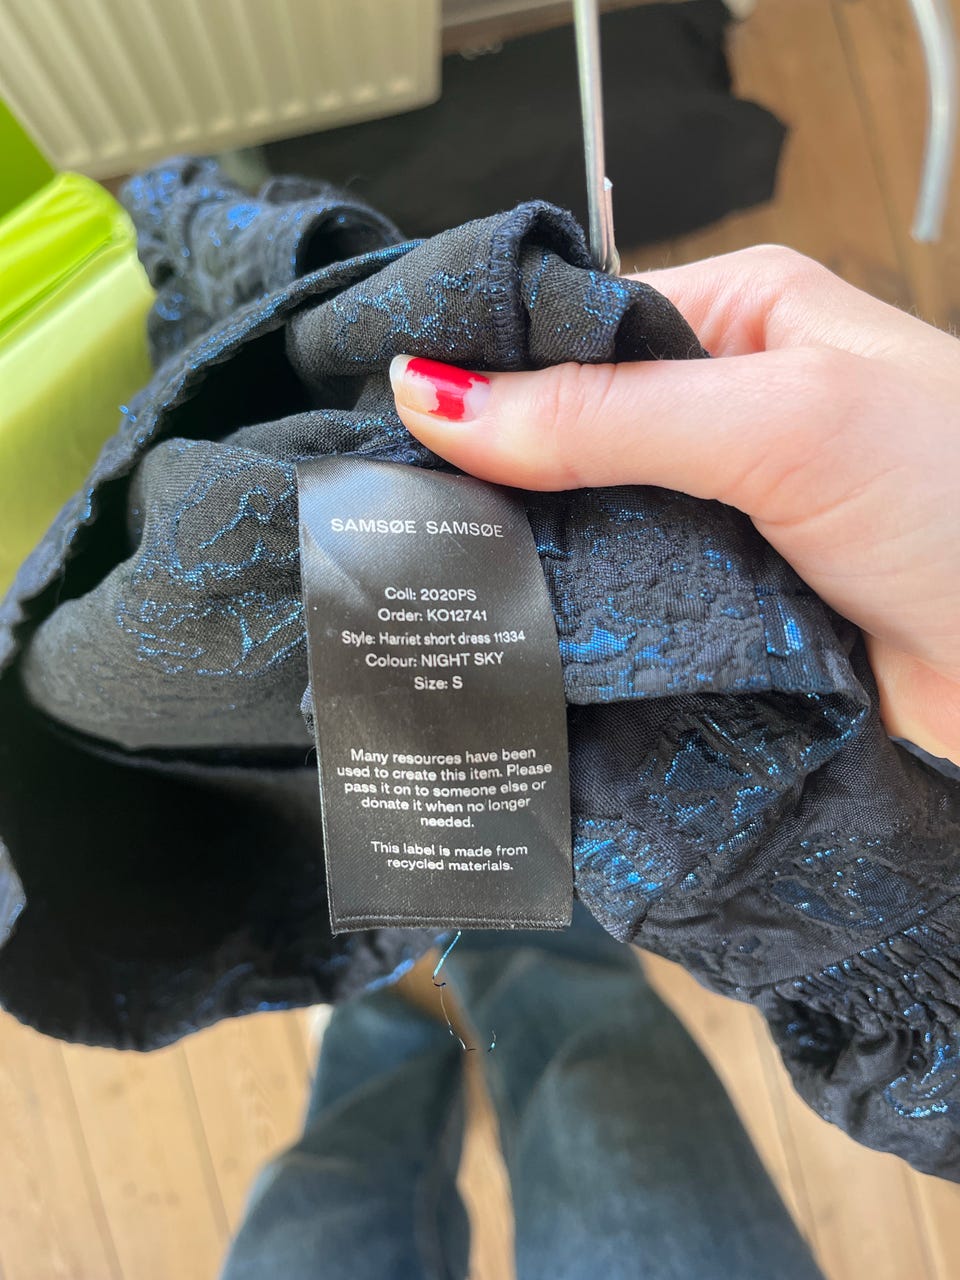 SAMSØE SAMSØE
Coll: 2020PS
Order: KO12741
Style: Harriet short dress 11334
Colour: NIGHT SKY
Size: S
Many resources have been
used to create this item. Please
pass it on to someone else or
donate it when no longer
needed.
This label is made from
recycled materials.